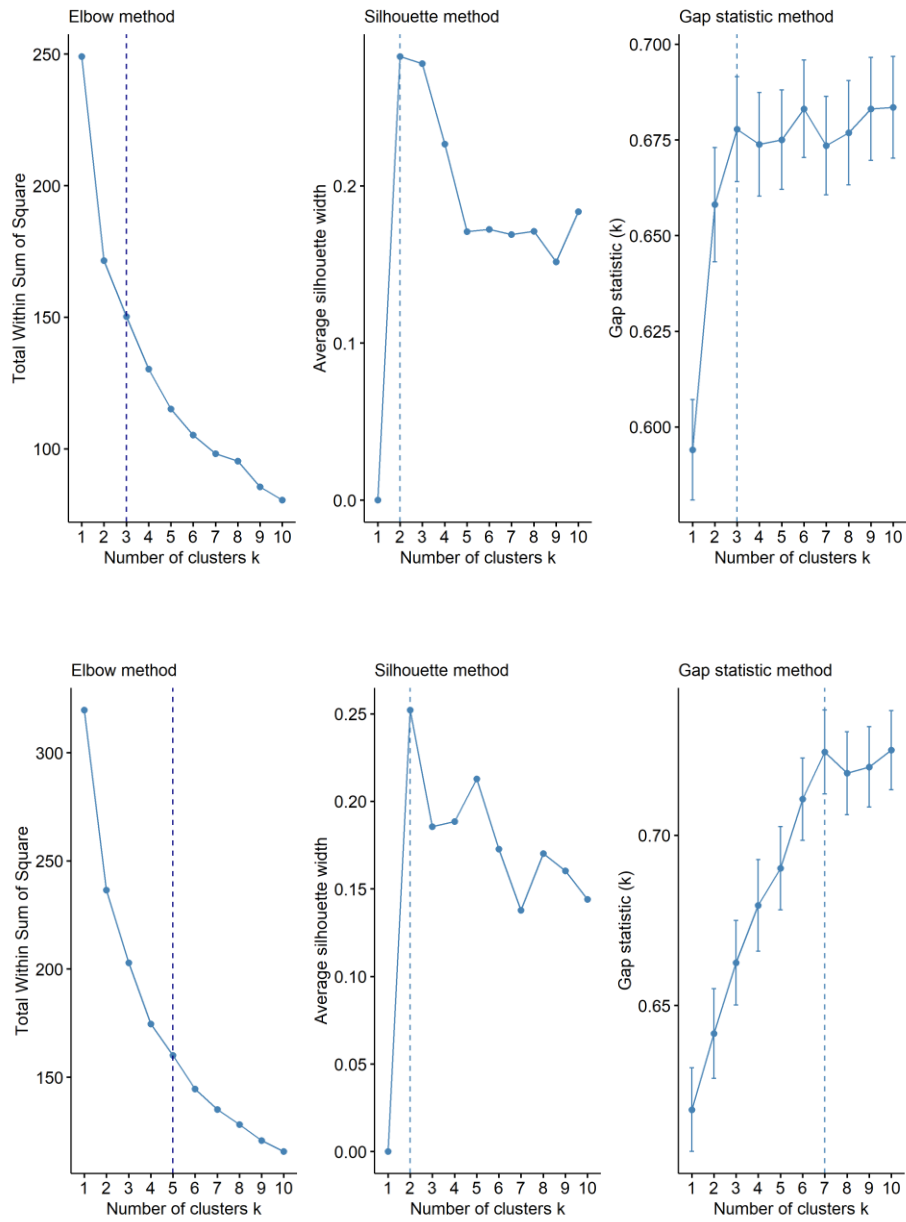 Elbow method
Total Within Sum of Square
250
200
150
100
1 2 3 4 5 6 7 8 9 10
Number of clusters k
Silhouette method
Average silhouette width
0.2
0.1
0.0
1 2 3 4 5 6 7 8 9 10
Number of clusters k
Gap statistic method
Gap statistic (k)
0.700
0.675
0.650
0.625
0.600
1 2 3 4 5 6 7 8 9 10
Number of clusters k
Elbow method
Total Within Sum of Square
300
250
200
150
1 2 3 4 5 6 7 8 9 10
Number of clusters k
Silhouette method
Average silhouette width
0.25
0.20
0.15
0.10
0.05
0.00
1 2 3 4 5 6 7 8 9 10
Number of clusters k
Gap statistic method
Gap statistic (k)
0.70
0.65
1 2 3 4 5 6 7 8 9 10
Number of clusters k